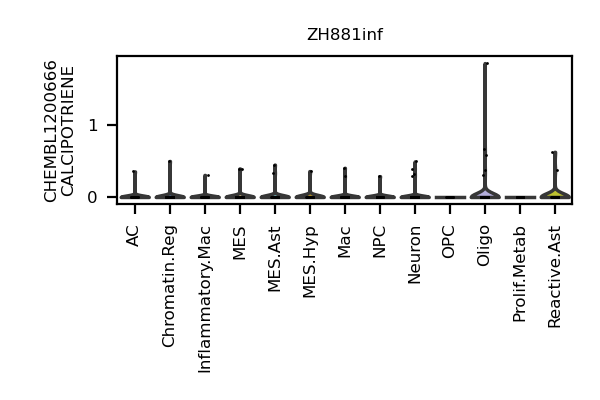 ZH881inf
CHEMBL1200666
CALCIPOTRIENE
1
0
AC
Chromatin.Reg
Inflammatory.Mac
MES
MES.Ast
MES.Hyp
Mac
NPC
Neuron
OPC
Oligo
Prolif.Metab
Reactive.Ast